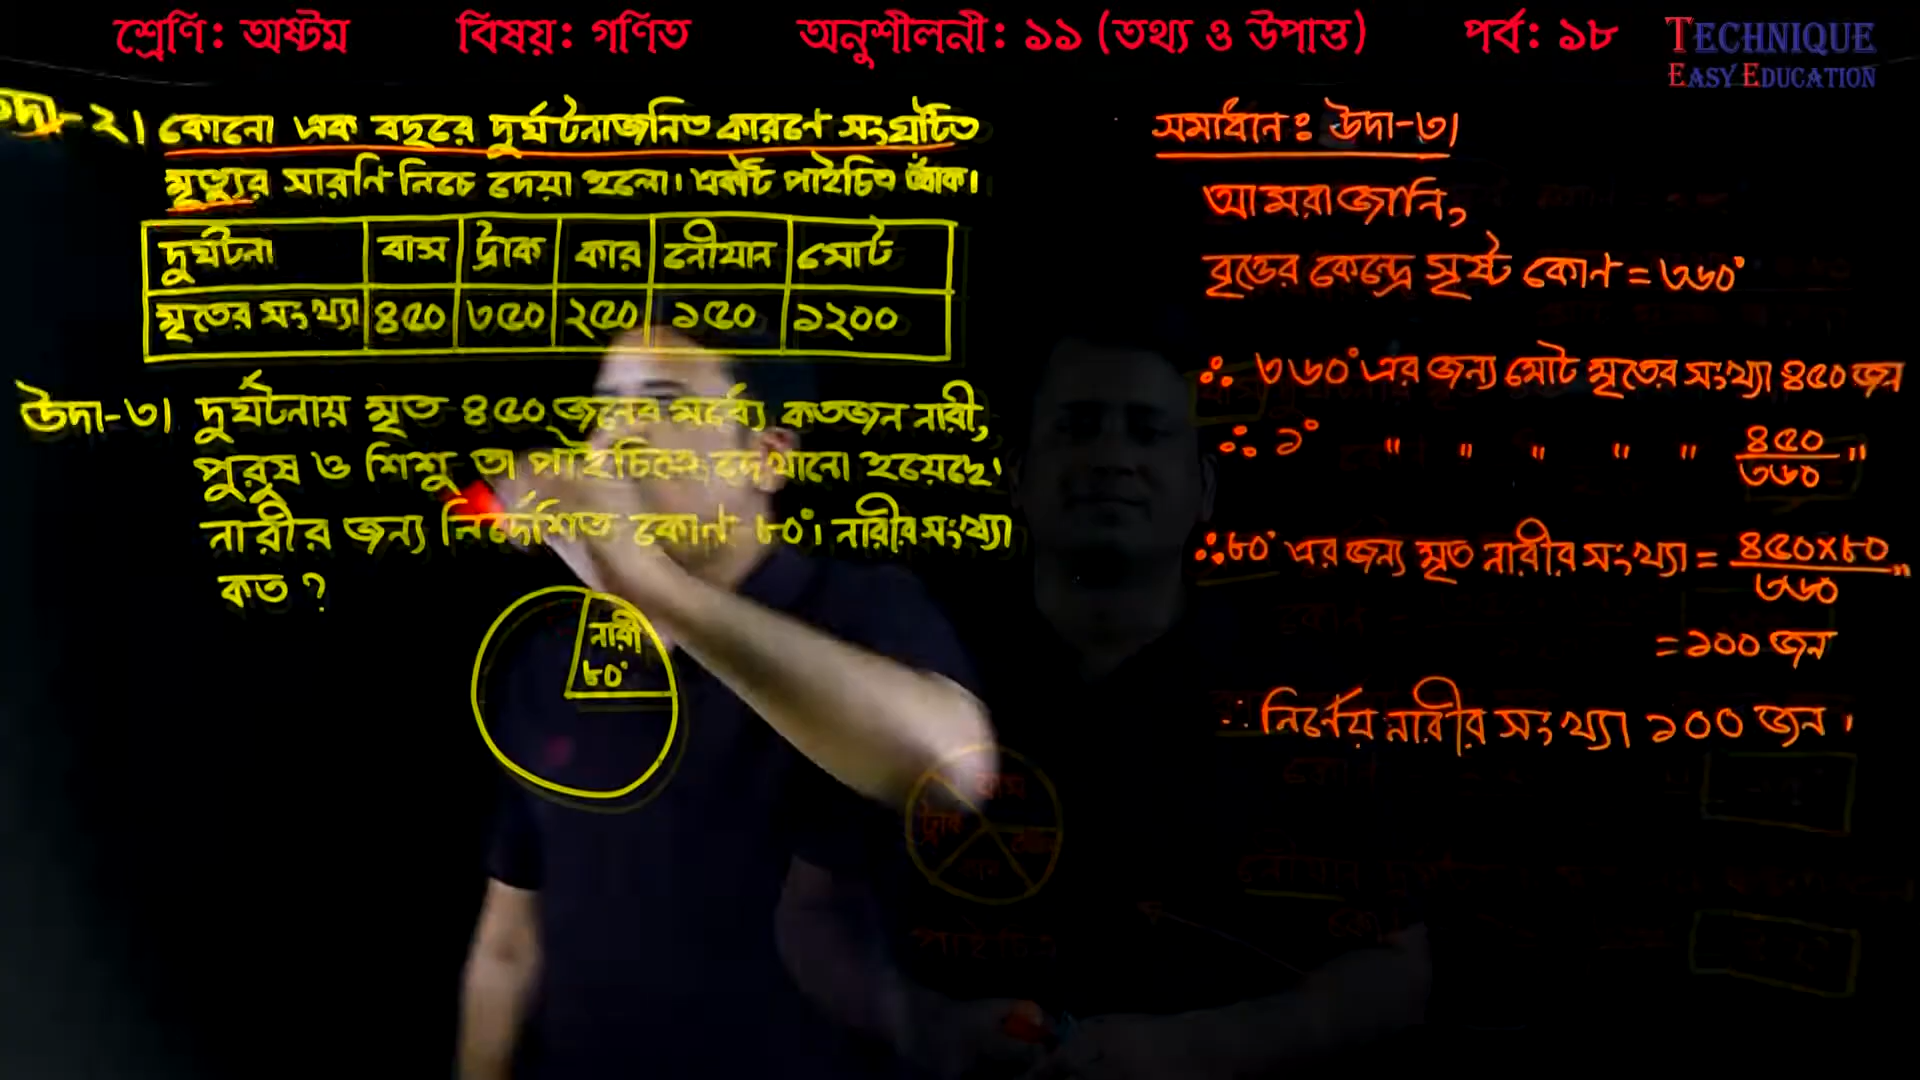 শ্রেণি: অষ্টম বিষয়: গণিত অনুশীলনী: ১১ (তথ্য ও উপাত্ত) পর্ব: ১৮
TECHNIQUE
EASY EDUCATION
উদা-২। কোনো এক বছরে দুর্ঘটনাজনিত কারণে সংঘটিত
মৃত্যুর সারণি নিচে দেয়া হলো। একটি পাইচিত্র আঁক।
দুর্ঘটনা বাস ট্রাক কার নৌযান মোট
মৃতের সংখ্যা ৪৫০ ৩৫০ ২৫০ ১৫০ ১২০০
উদা-৩। দুর্ঘটনায় মৃত ৪৫০ জনের মধ্যে কতজন নারী,
পুরুষ ও শিশু তা পাইচিত্রে দেখানো হয়েছে।
নারীর জন্য নির্দেশিত কোণ ৮০°। নারীর সংখ্যা
কত ?
নারী
৮০°
সমাধান: উদা-৩।
আমরা জানি,
বৃত্তের কেন্দ্রে সৃষ্ট কোণ = ৩৬০°
∴ ৩৬০° এর জন্য মোট মৃতের সংখ্যা ৪৫০ জন
∴ ১° " " " " " ৪৫০/৩৬০ "
∴ ৮০° এর জন্য মৃত নারীর সংখ্যা = ৪৫০×৮০/৩৬০ "
= ১০০ জন
∴ নির্ণেয় নারীর সংখ্যা ১০০ জন।
বাস
ট্রাক
কার
পাইচিত্র